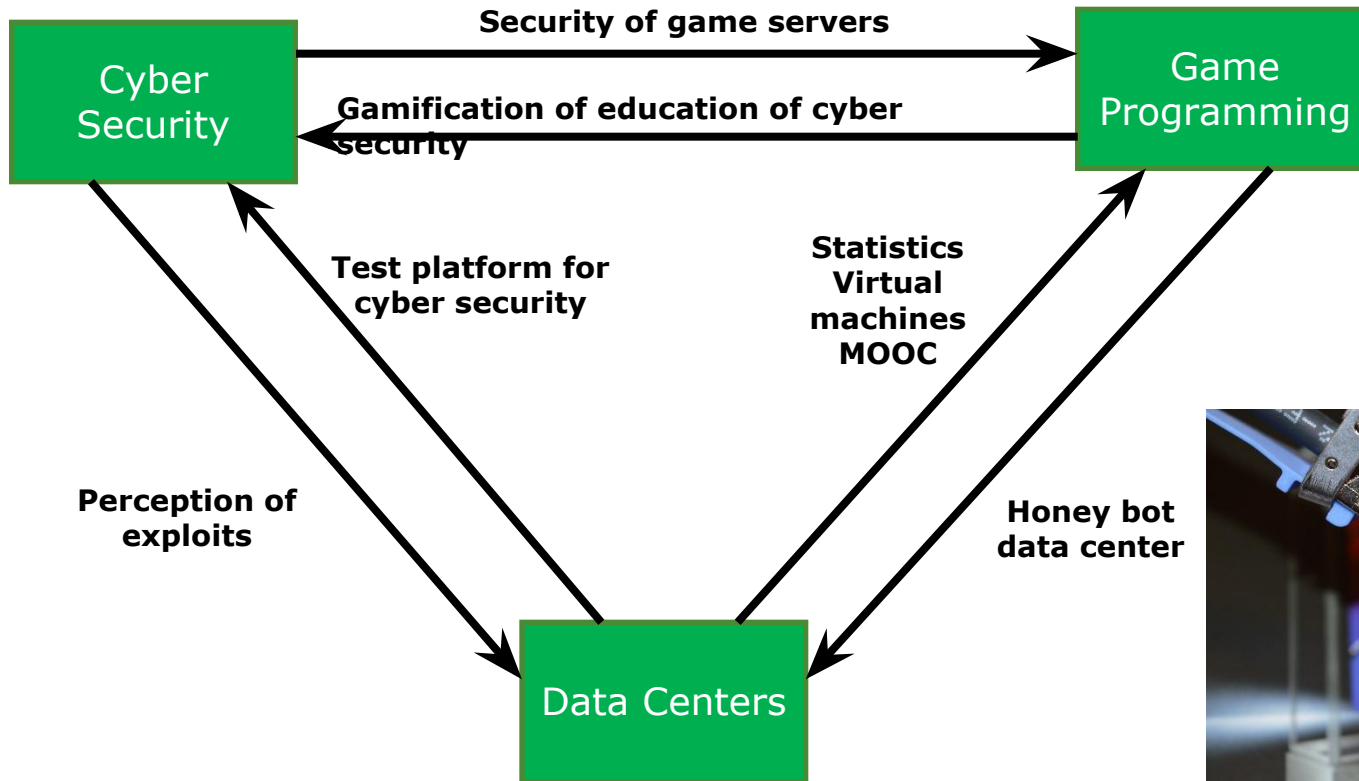 Security of game servers
Cyber
Security
Game
Programming
Gamification of education of cyber
security
Test platform for
cyber security
Statistics
Virtual
machines
MOOC
Perception of
exploits
Honey bot
data center
Data Centers